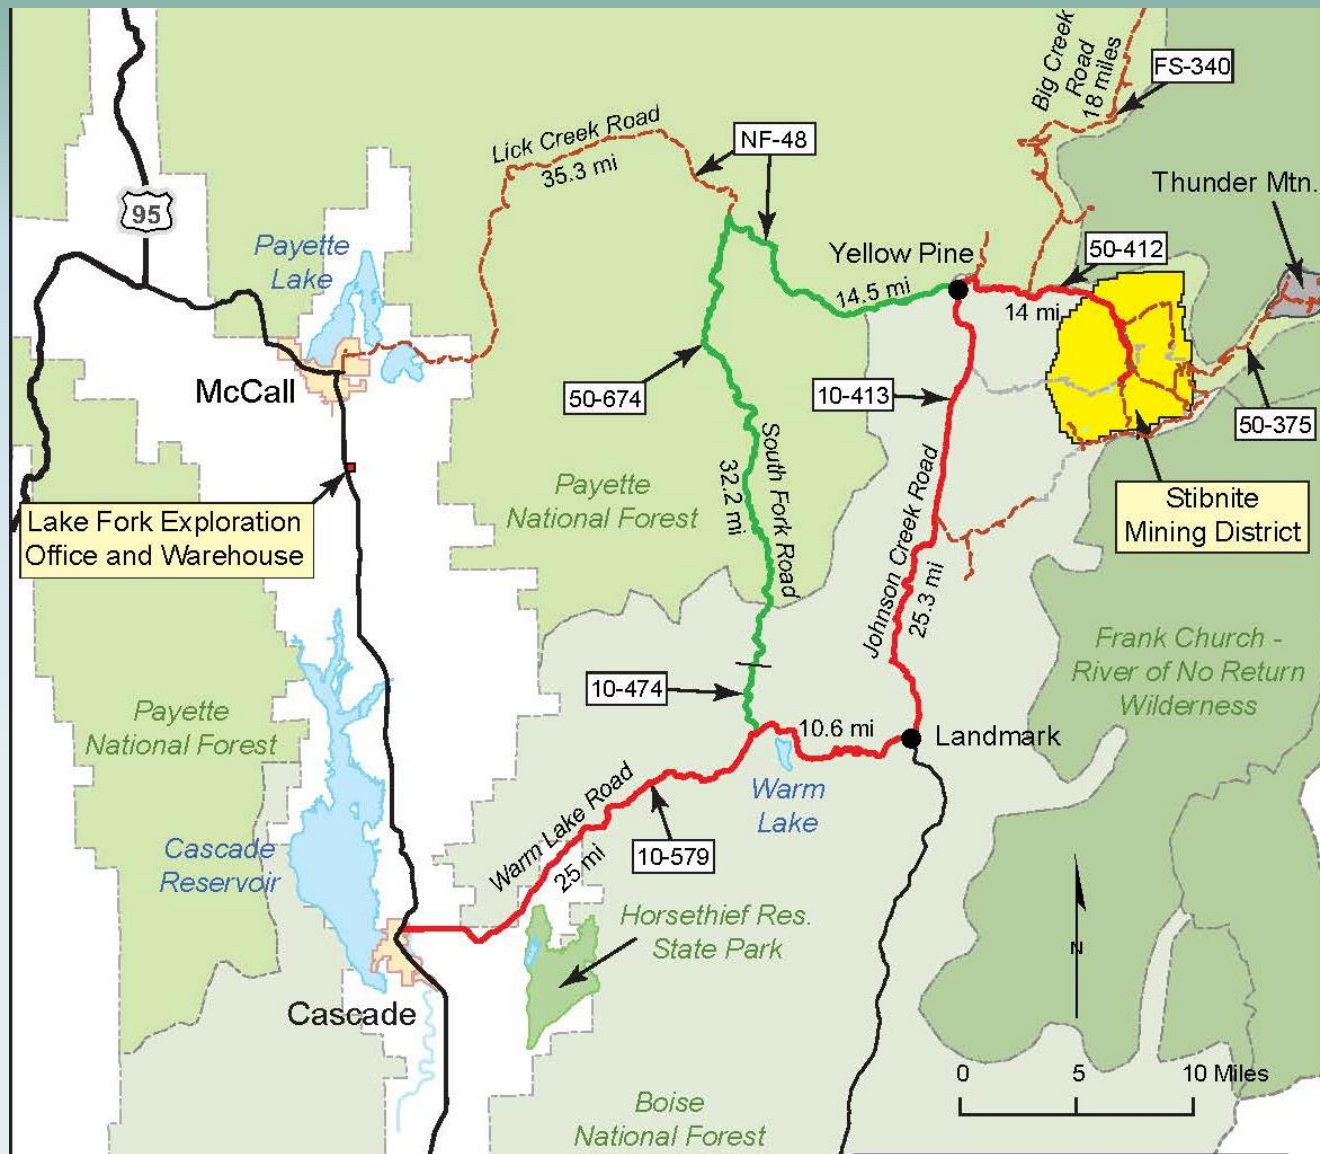 Big Creek
Road
18 miles
FS-340
Lick Creek Road
35.3 mi
NF-48
Thunder Mtn.
95
Payette
Lake
Yellow Pine
50-412
14.5 mi
14 mi
McCall
50-674
10-413
50-375
South Fork Road
32.2 mi
Payette
National Forest
Johnson Creek Road
25.3 mi
Stibnite
Mining District
Lake Fork Exploration
Office and Warehouse
Frank Church -
River of No Return
Wilderness
10-474
Payette
National Forest
10.6 mi
Landmark
Warm
Lake
Warm Lake Road
25 mi
10-579
Cascade
Reservoir
Horsethief Res.
State Park
N
Cascade
0 5 10 Miles
Boise
National Forest